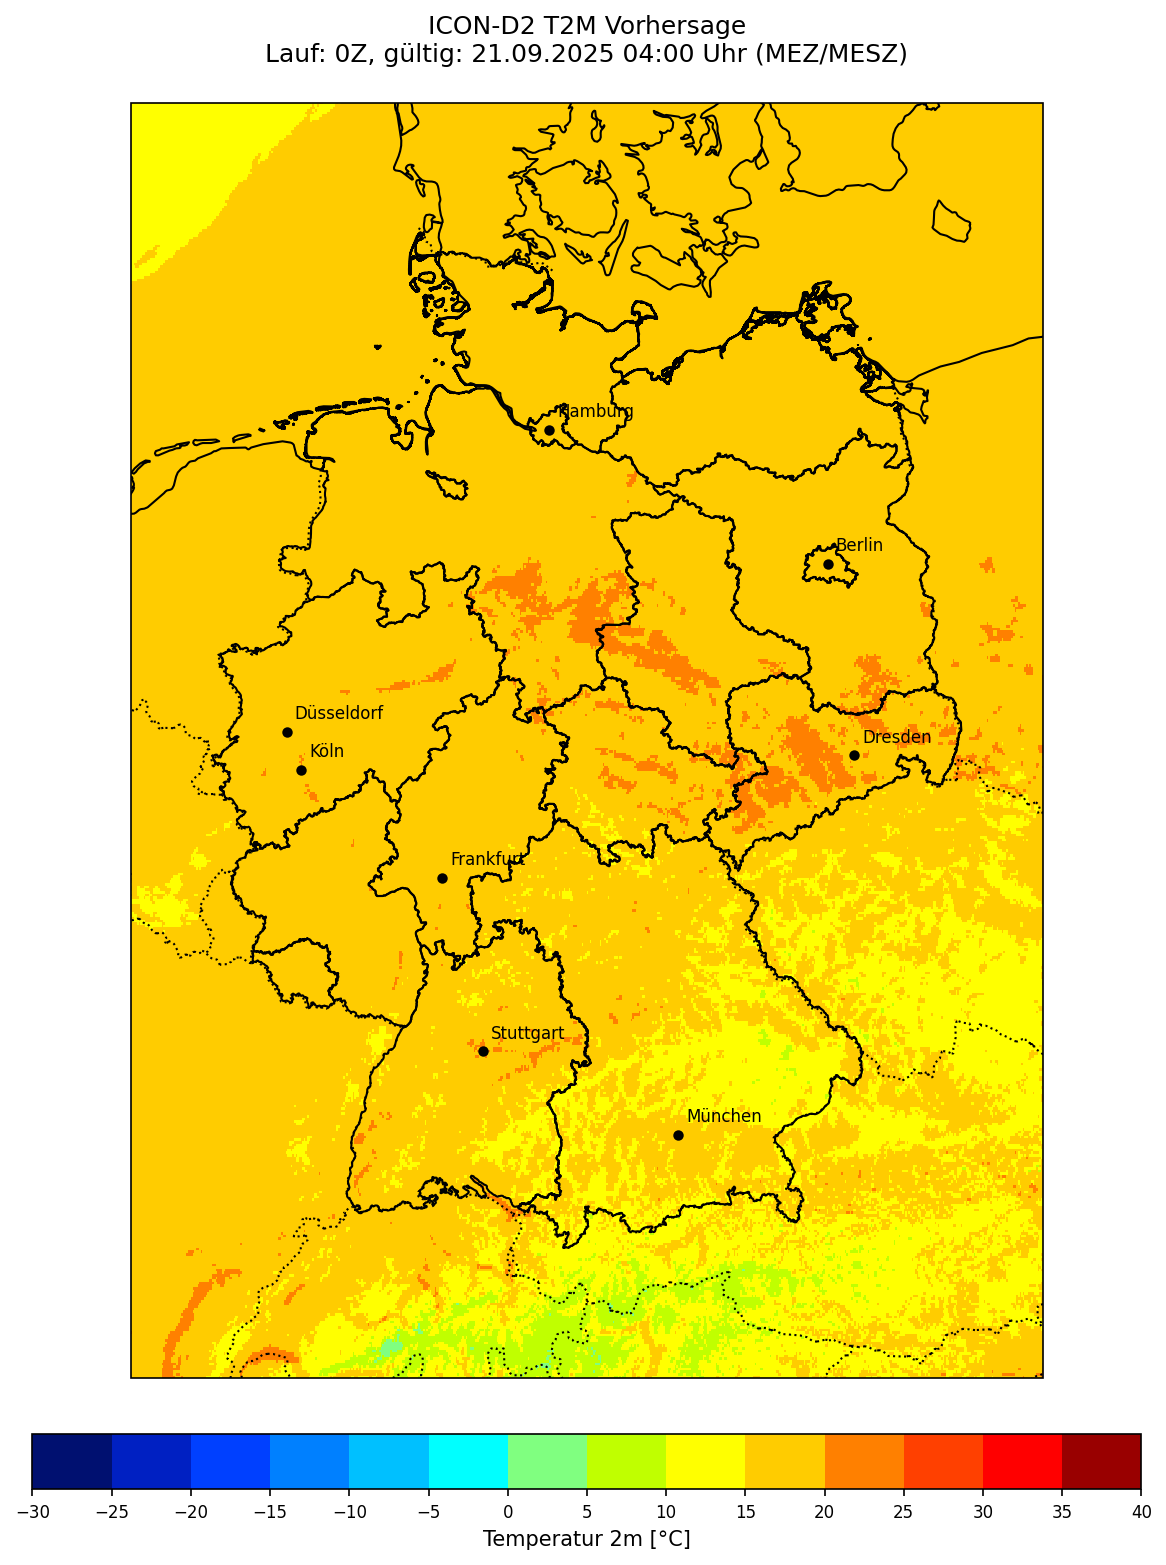 ICON-D2 T2M Vorhersage
Lauf: 0Z, gültig: 21.09.2025 04:00 Uhr (MEZ/MESZ)
Hamburg
Berlin
Düsseldorf
Dresden
Köln
Frankfurt
Stuttgart
München
−30 −25 −20 −15 −10 −5 0 5 10 15 20 25 30 35 40
Temperatur 2m [°C]